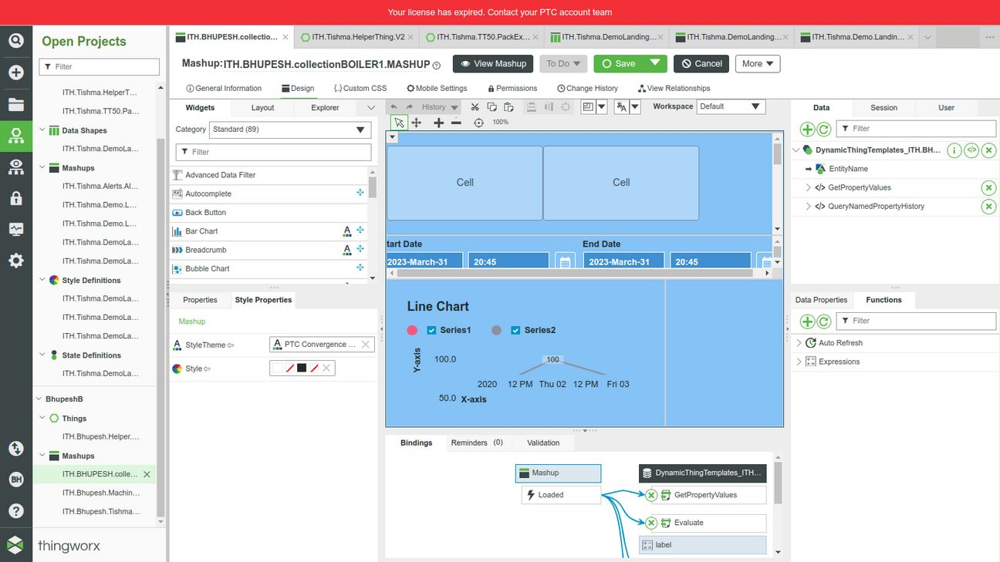 Your license has expired. Contact your PTC account team
Open Projects
Filter
ITH.Tishma.HelperT...
ITH.Tishma.TT50.Pa...
Data Shapes
ITH.Tishma.DemoLa...
Mashups
ITH.Tishma.Alerts.Al...
ITH.Tishma.Demo.L...
ITH.Tishma.Demo.L...
ITH.Tishma.DemoLa...
ITH.Tishma.DemoLa...
Style Definitions
ITH.Tishma.DemoLa...
ITH.Tishma.DemoLa...
ITH.Tishma.DemoLa...
State Definitions
ITH.Tishma.DemoLa...
BhupeshB
Things
ITH.Bhupesh.Helper....
Mashups
ITH.BHUPESH.colle...
ITH.Bhupesh.Machin...
ITH.Bhupesh.Tishma...
BH
thingworx
ITH.BHUPESH.collectio... ITH.Tishma.HelperThing.V2 ITH.Tishma.TT50.PackEx... ITH.Tishma.DemoLanding... ITH.Tishma.DemoLanding... ITH.Tishma.Demo.Landin...
Mashup:ITH.BHUPESH.collectionBOILER1.MASHUP View Mashup To Do Save Cancel More
General Information Design Custom CSS Mobile Settings Permissions Change History View Relationships
Widgets Layout Explorer
Category Standard (89)
Filter
Advanced Data Filter
Autocomplete
Back Button
Bar Chart
Breadcrumb
Bubble Chart
Properties Style Properties
Mashup
StyleTheme PTC Convergence ...
Style
History Workspace Default
100%
Cell Cell
tart Date End Date
2023-March-31 20:45 2023-March-31 20:45
Line Chart
Series1 Series2
Y-axis
100.0 100
2020 12 PM Thu 02 12 PM Fri 03
50.0 X-axis
Bindings Reminders (0) Validation
Mashup DynamicThingTemplates_ITH...
Loaded GetPropertyValues
Evaluate
label
Data Session User
Filter
DynamicThingTemplates_ITH.BH...
EntityName
GetPropertyValues
QueryNamedPropertyHistory
Data Properties Functions
Filter
Auto Refresh
Expressions